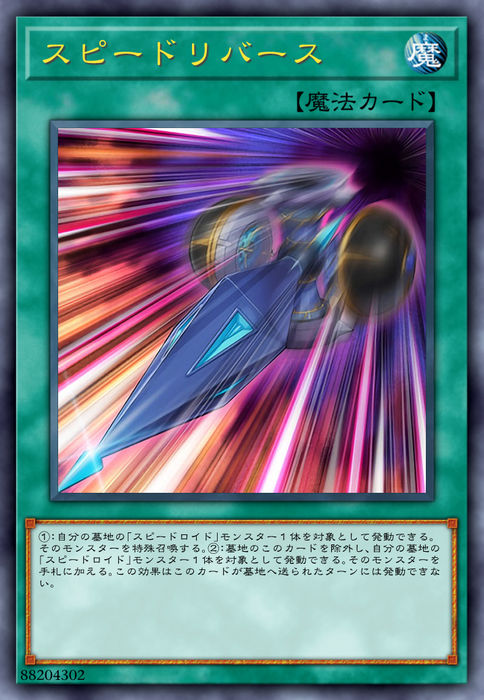 スピードリバース
魔
【魔法カード】
①:自分の墓地の「スピードロイド」モンスター1体を対象として発動できる。
そのモンスターを特殊召喚する。②:墓地のこのカードを除外し、自分の墓地の
「スピードロイド」モンスター1体を対象として発動できる。そのモンスターを
手札に加える。この効果はこのカードが墓地へ送られたターンには発動できな
い。
88204302